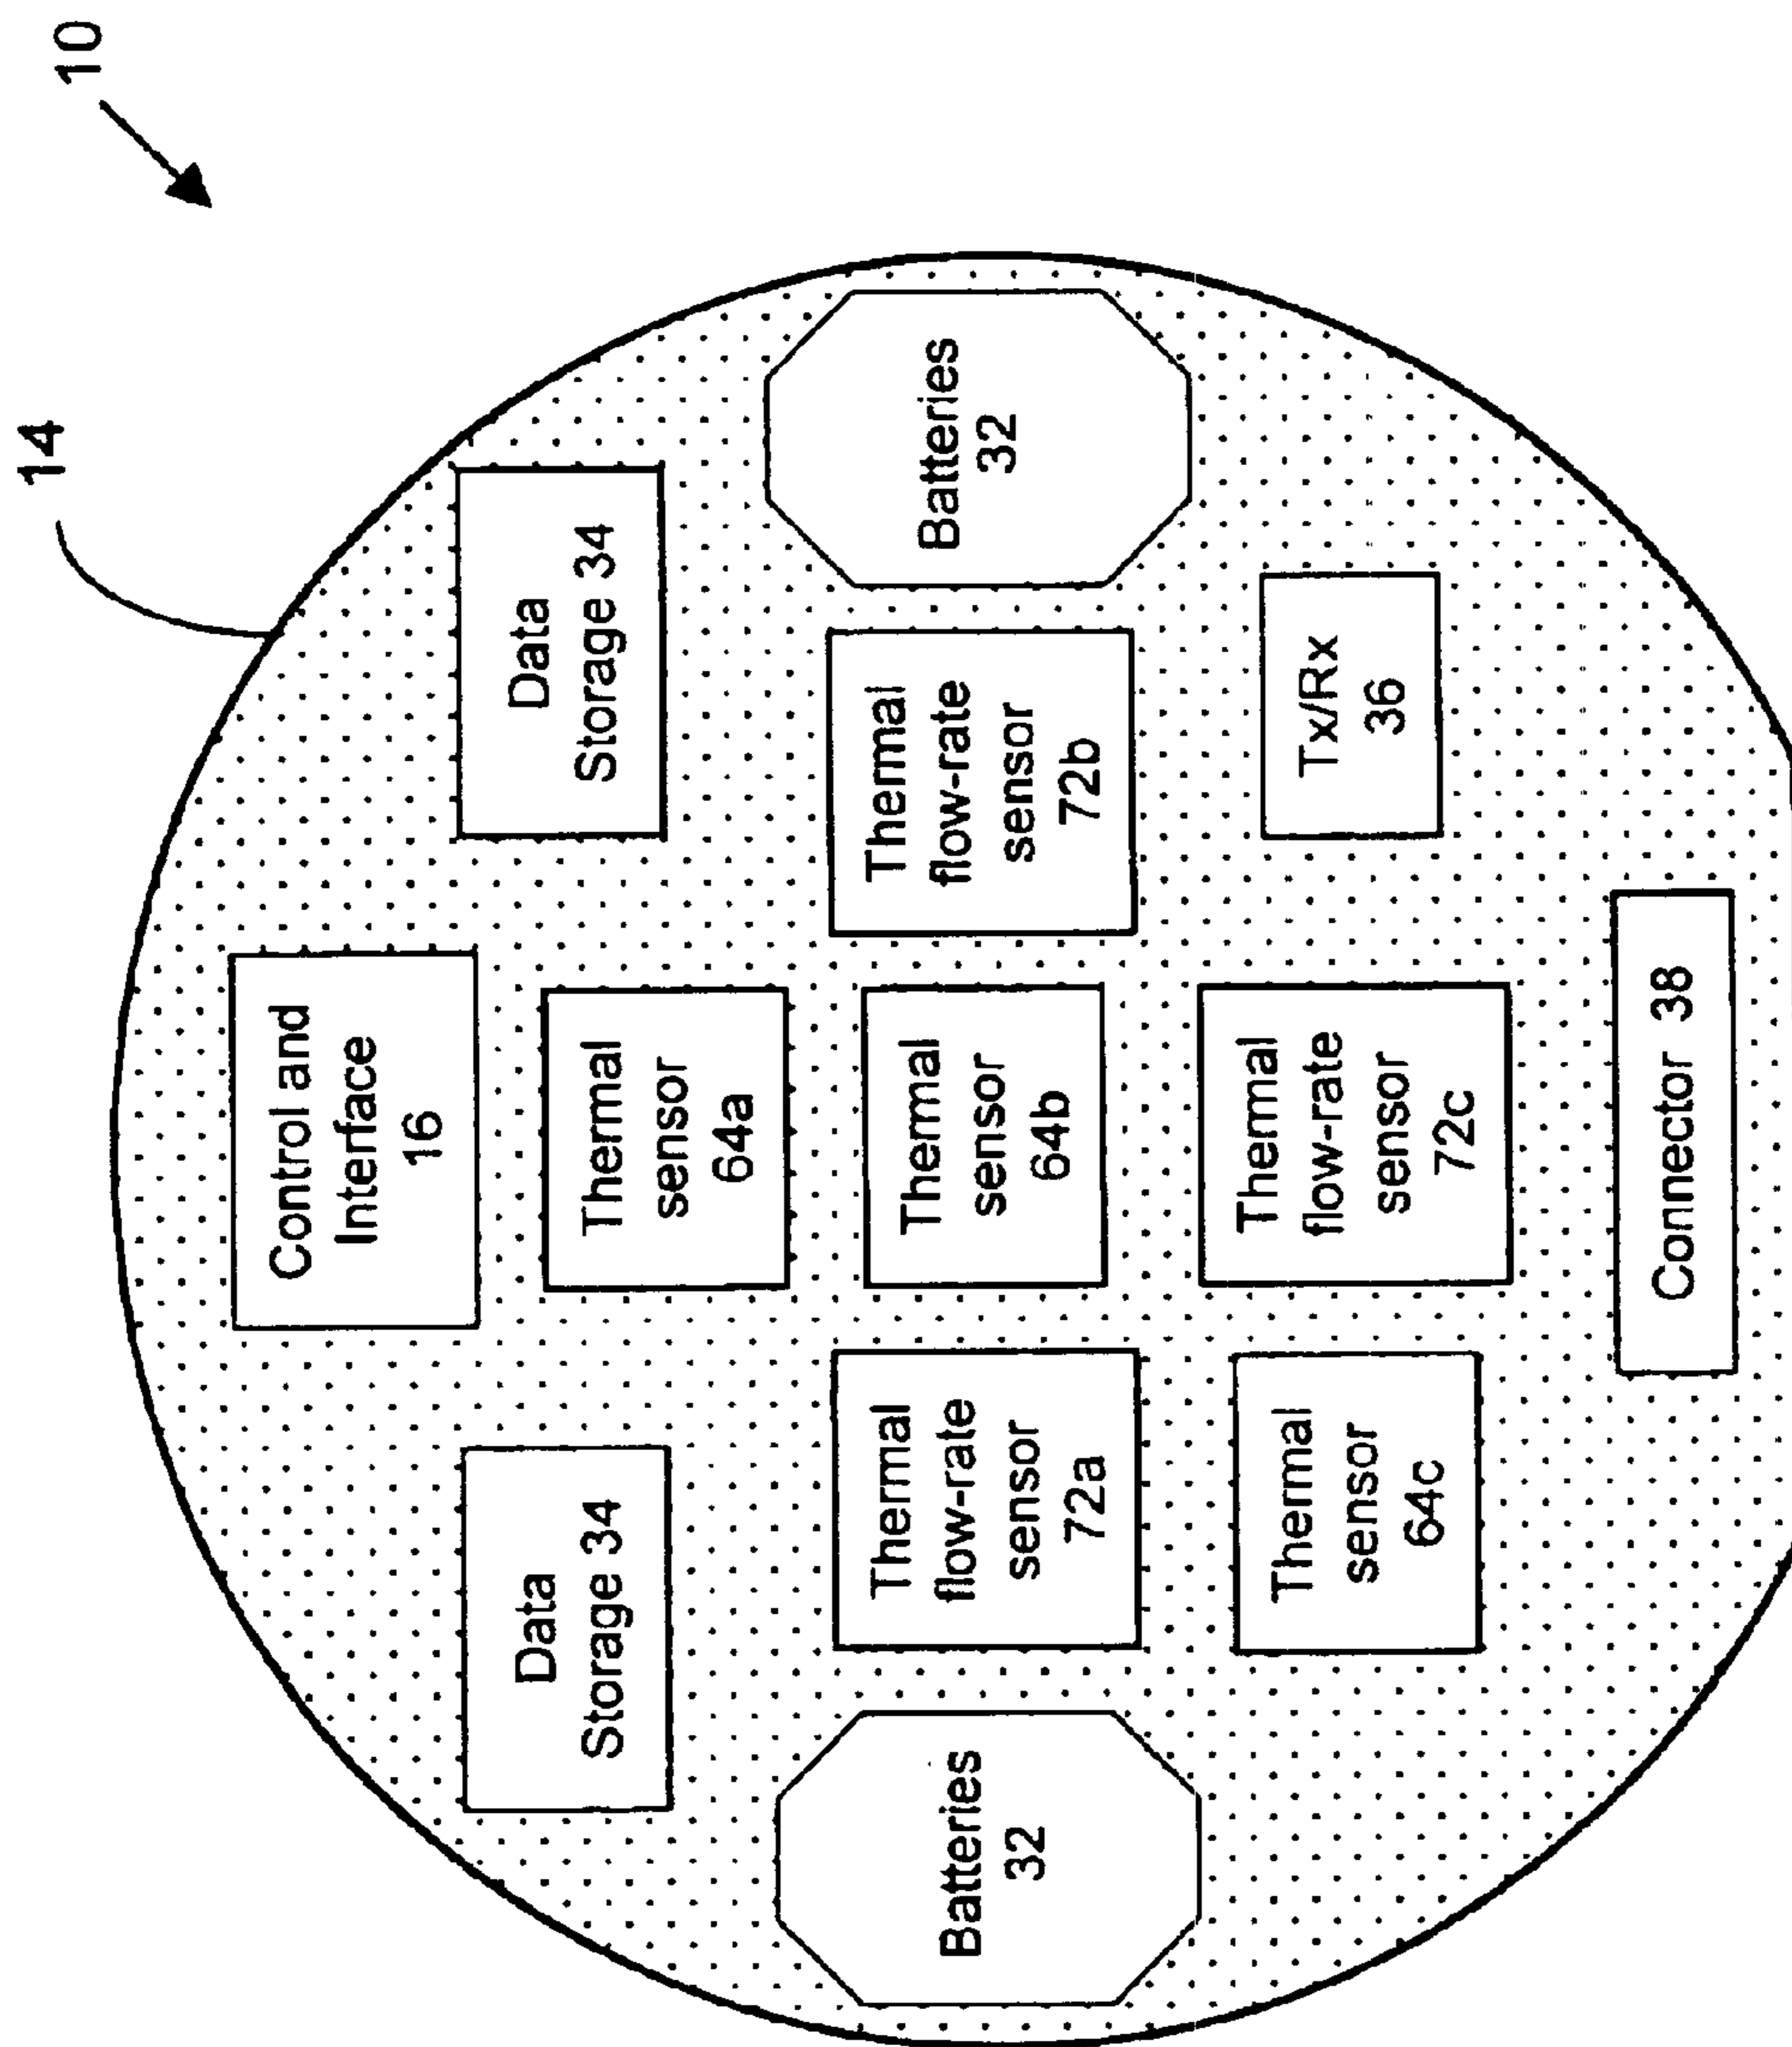 14
10
Control and
Interface
16
Data
Storage 34
Data
Storage 34
Thermal
sensor
64a
Batteries
32
Thermal
flow-rate
sensor
72a
Thermal
sensor
64b
Thermal
flow-rate
sensor
72b
Batteries
32
Thermal
sensor
64c
Thermal
flow-rate
sensor
72c
Tx/Rx
36
Connector 38